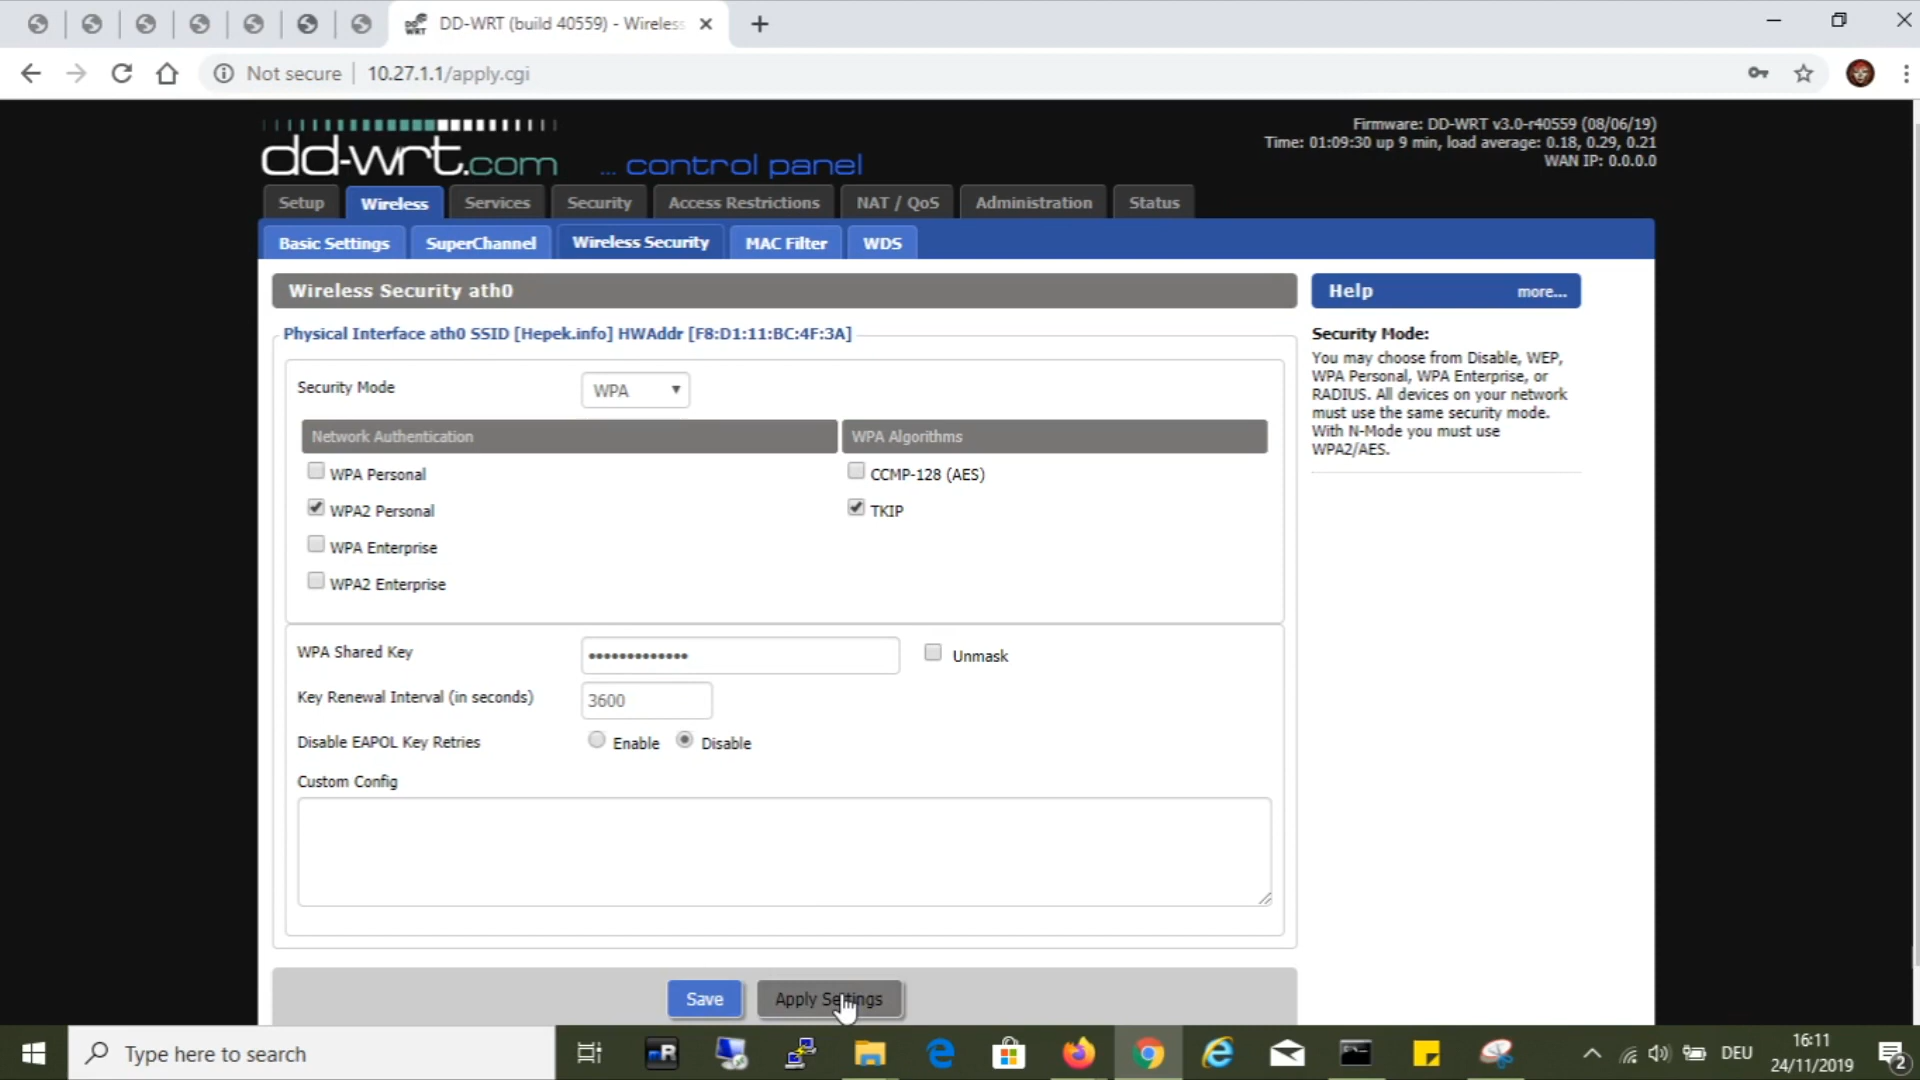 DD-WRT (build 40559) - Wireless
Not secure
10.27.1.1/apply.cgi
dd-wrt.com
... control panel
Firmware: DD-WRT v3.0-r40559 (08/06/19)
Time: 01:09:30 up 9 min, load average: 0.18, 0.29, 0.21
WAN IP: 0.0.0.0
Setup
Wireless
Services
Security
Access Restrictions
NAT / QoS
Administration
Status
Basic Settings
SuperChannel
Wireless Security
MAC Filter
WDS
Wireless Security ath0
Physical Interface ath0 SSID [Hepek.info] HWAddr [F8:D1:11:BC:4F:3A]
Security Mode
WPA
Network Authentication
WPA Algorithms
WPA Personal
CCMP-128 (AES)
WPA2 Personal
TKIP
WPA Enterprise
WPA2 Enterprise
WPA Shared Key
•••••••••••••
Unmask
Key Renewal Interval (in seconds)
3600
Disable EAPOL Key Retries
Enable
Disable
Custom Config
Save
Apply Settings
Help
more...
Security Mode:
You may choose from Disable, WEP,
WPA Personal, WPA Enterprise, or
RADIUS. All devices on your network
must use the same security mode.
With N-Mode you must use
WPA2/AES.
Type here to search
DEU
16:11
24/11/2019
2